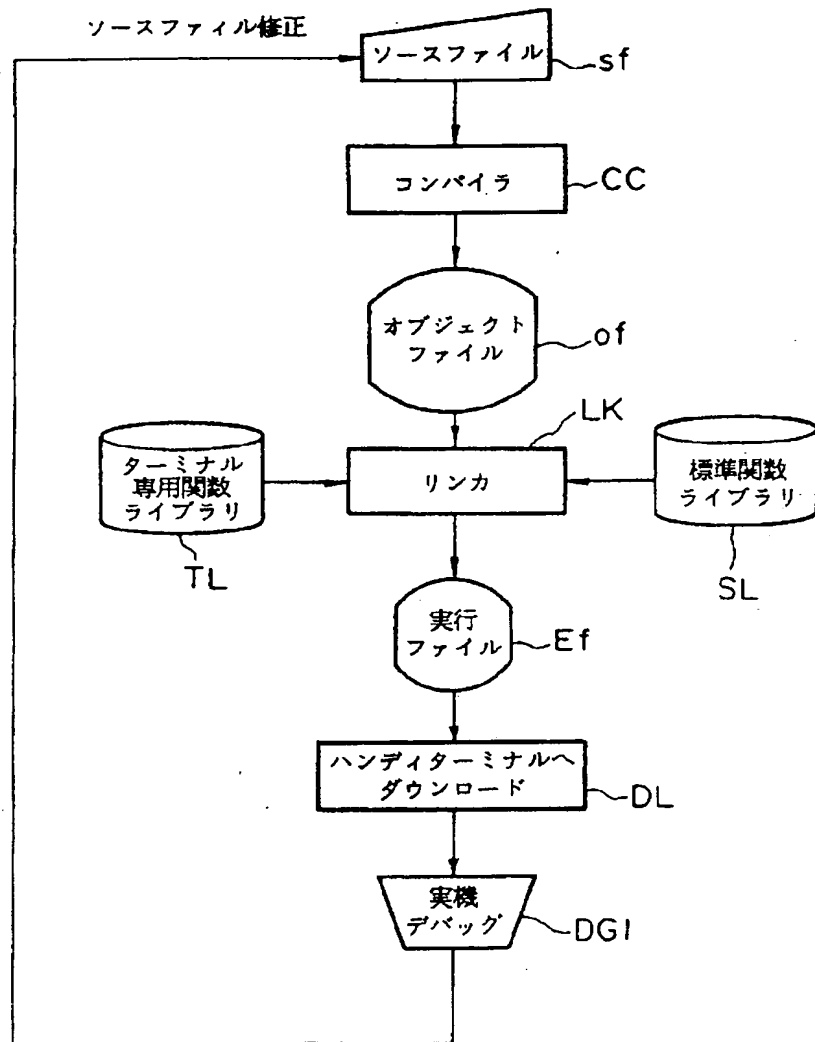 ソースファィル修正
ソースファイル
sf
コンパイラ
CC
オブジェクト
ファイル
of
LK
ターミナル
専用関数
ライブラリ
TL
リンカ
標準関数
ライブラリ
SL
実行
ファイル
Ef
ハンディターミナルへ
ダウンロード
DL
実機
デバッグ
DG1